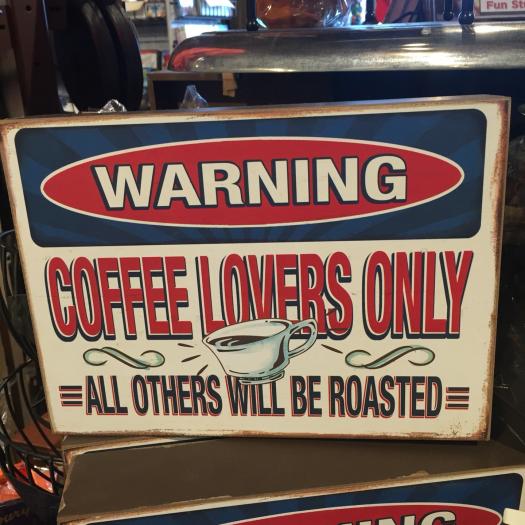 Fun St
WARNING
COFFEE LOVERS ONLY
ALL OTHERS WILL BE ROASTED